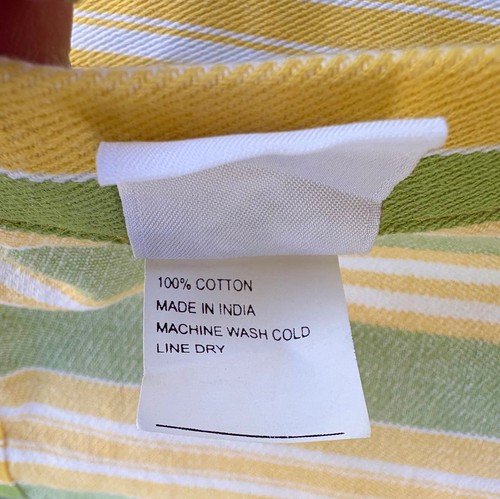 100% COTTON
MADE IN INDIA
MACHINE WASH COLD
LINE DRY